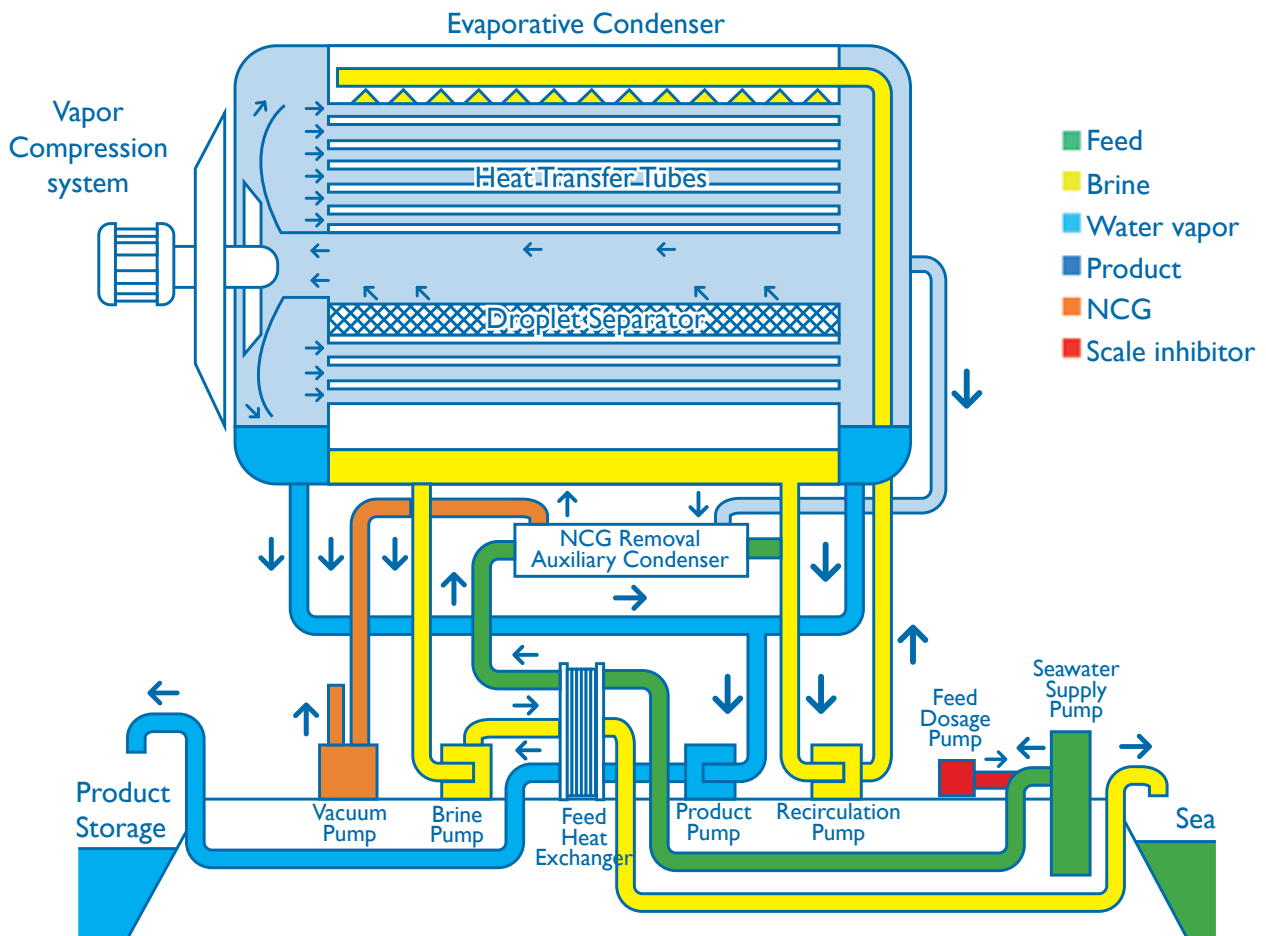 Evaporative Condenser
Vapor
Compression
system
Heat Transfer Tubes
Droplet Separator
Feed
Brine
Water vapor
Product
NCG
Scale inhibitor
NCG Removal
Auxiliary Condenser
Seawater
Supply
Pump
Feed
Dosage
Pump
Product
Storage
Vacuum
Pump
Brine
Pump
Feed
Heat
Exchanger
Product
Pump
Recirculation
Pump
Sea